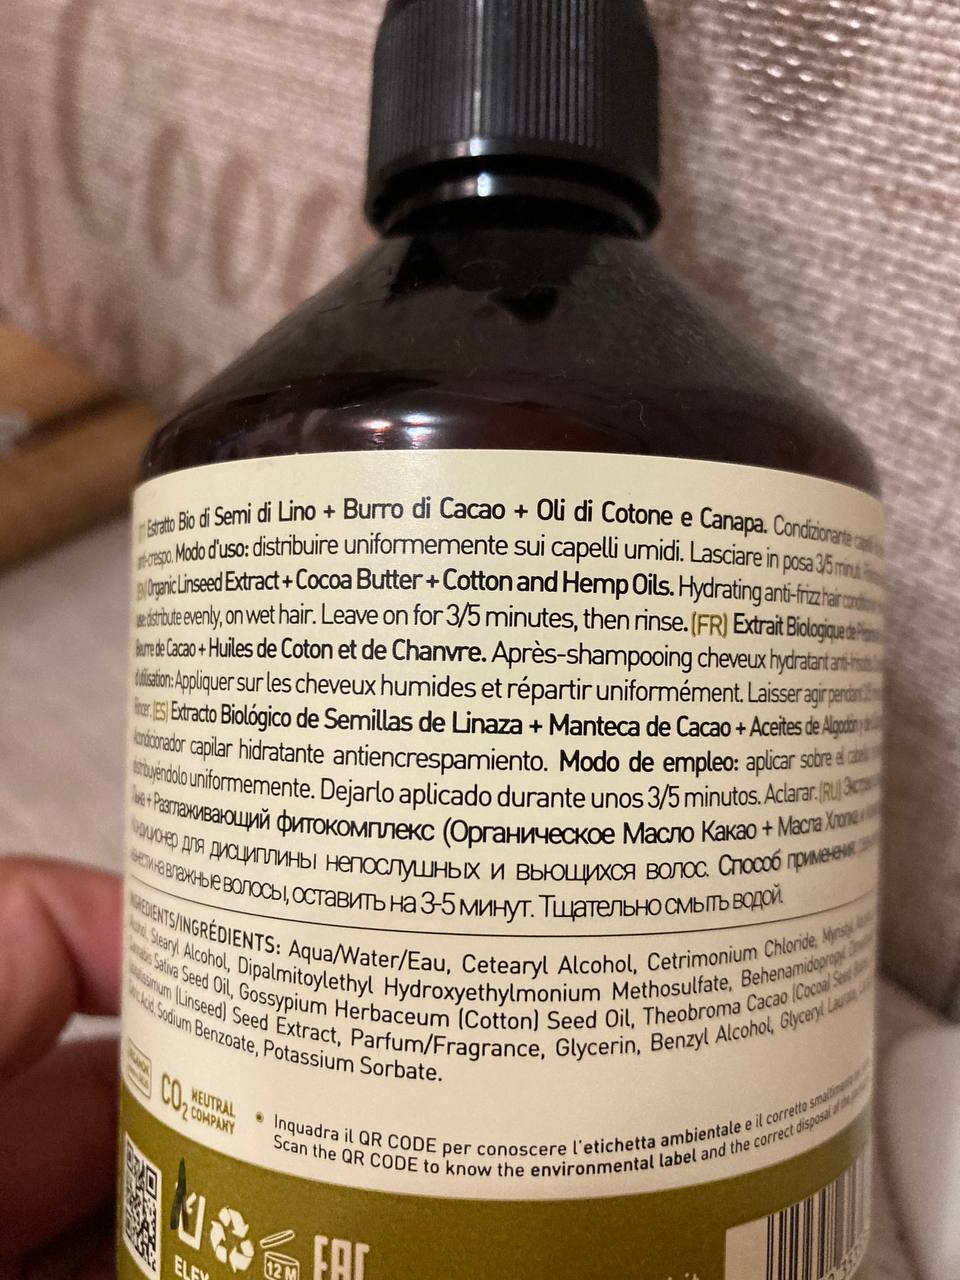 Estratto Bio di Semi di Lino + Burro di Cacao + Oli di Cotone e Canapa. Condizionante
anti-crespo. Modo d'uso: distribuire uniformemente sui capelli umidi. Lasciare in posa 3/5 minuti.
Organic Linseed Extract + Cocoa Butter + Cotton and Hemp Oils. Hydrating anti-frizz hair conditioner
use: distribute evenly, on wet hair. Leave on for 3/5 minutes, then rinse. (FR) Extrait Biologique de
Beurre de Cacao + Huiles de Coton et de Chanvre. Après-shampooing cheveux hydratant
d'utilisation: Appliquer sur les cheveux humides et répartir uniformément. Laisser agir pendant
Rincer. (ES) Extracto Biológico de Semillas de Linaza + Manteca de Cacao + Aceites de Algodón
Acondicionador capilar hidratante antiencrespamiento. Modo de empleo: aplicar sobre el
distribuyéndolo uniformemente. Dejarlo aplicado durante unos 3/5 minutos. Aclarar. (RU)
Льна + Разглаживающий фитокомплекс (Органическое Масло Какао + Масла Хлопка и
Кондиционер для дисциплины непослушных и вьющихся волос. Способ применения:
нанести на влажные волосы, оставить на 3-5 минут. Тщательно смыть водой.
INGREDIENTS/INGRÉDIENTS: Aqua/Water/Eau, Cetearyl Alcohol, Cetrimonium Chloride, Myristyl
Alcohol, Stearyl Alcohol, Dipalmitoylethyl Hydroxyethylmonium Methosulfate, Behenamidopropyl
Cannabis Sativa Seed Oil, Gossypium Herbaceum (Cotton) Seed Oil, Theobroma Cacao (Cocoa) Seed
(Linseed) Seed Extract, Parfum/Fragrance, Glycerin, Benzyl Alcohol, Glyceryl
Acid, Sodium Benzoate, Potassium Sorbate.
CO2 NEUTRAL
COMPANY
• Inquadra il QR CODE per conoscere l'etichetta ambientale e il corretto smaltimento
Scan the QR CODE to know the environmental label and the correct disposal of the
12 M
EAC